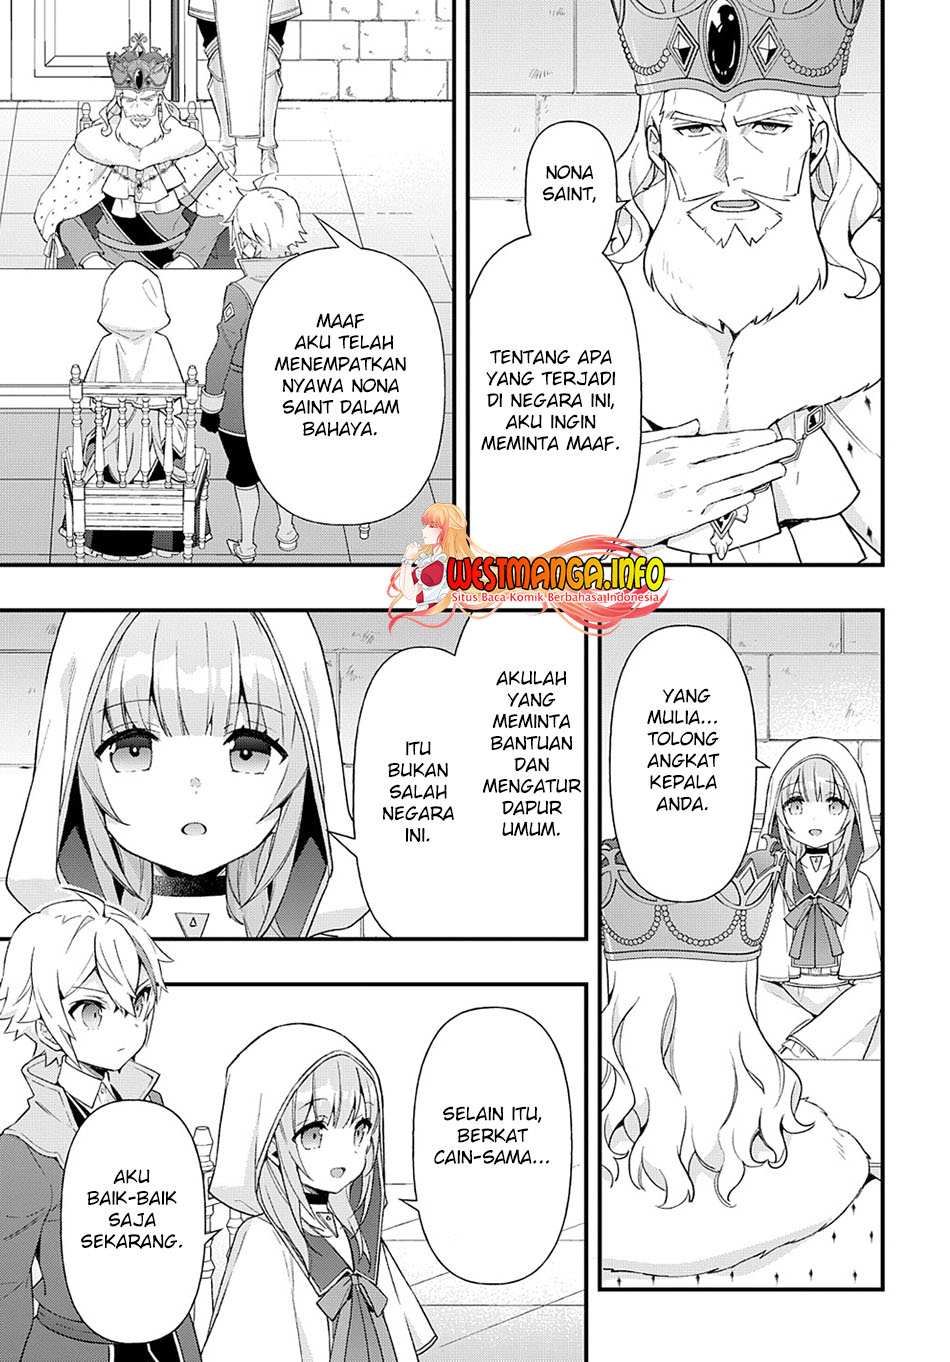 NONA
SAINT,
TENTANG APA
YANG TERJADI
DI NEGARA INI,
AKU INGIN
MEMINTA MAAF.
MAAF
AKU TELAH
MENEMPATKAN
NYAWA NONA
SAINT DALAM
BAHAYA.
WESTMANGA.INFO
Situs Baca Komik Berbahasa Indonesia
YANG
MULIA...
TOLONG
ANGKAT
KEPALA
ANDA.
AKULAH
YANG
MEMINTA
BANTUAN
DAN
MENGATUR
DAPUR
UMUM.
ITU
BUKAN
SALAH
NEGARA
INI.
SELAIN ITU,
BERKAT
CAIN-SAMA...
AKU
BAIK-BAIK
SAJA
SEKARANG.